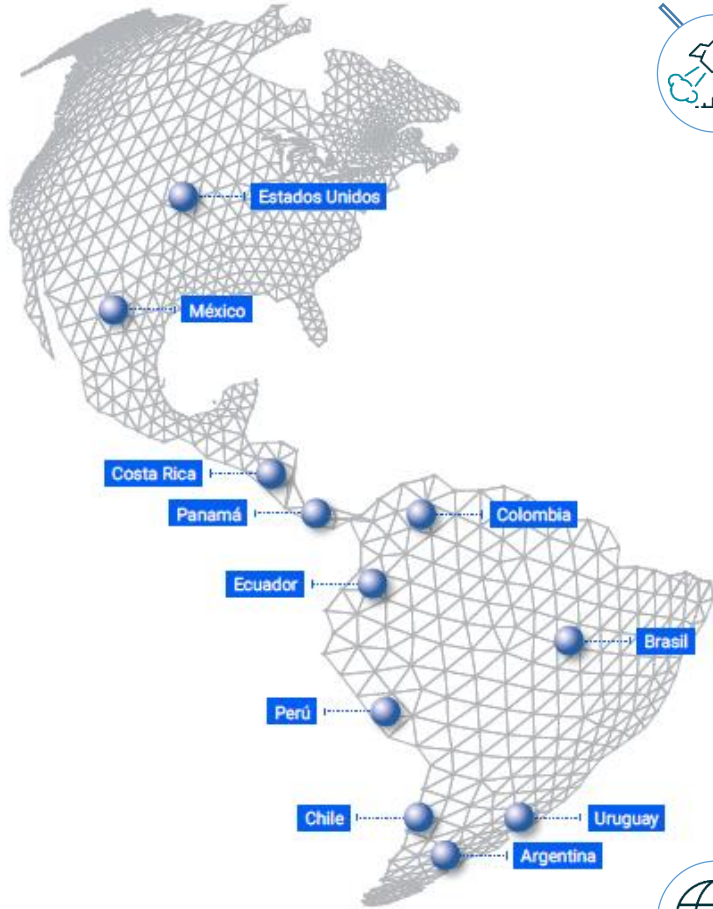 Estados Unidos
México
Costa Rica
Panamá
Colombia
Ecuador
Brasil
Perú
Chile
Uruguay
Argentina